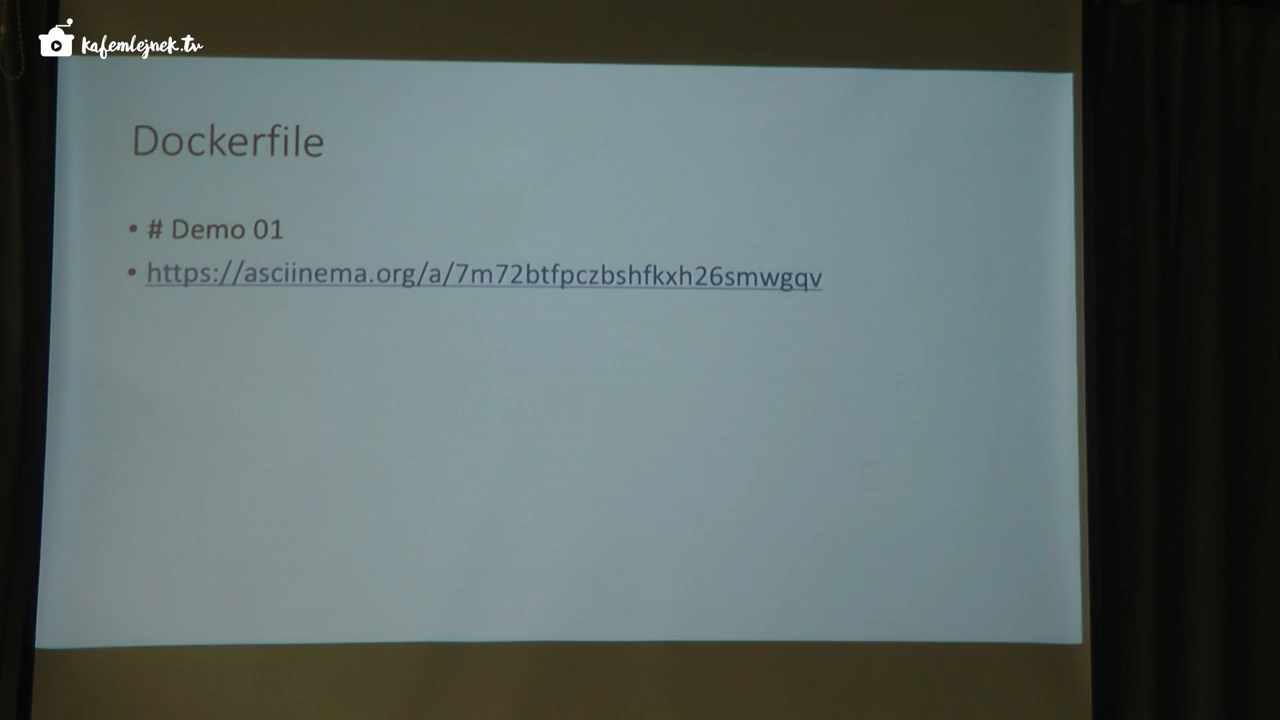 kafemlejnek.tv
Dockerfile
• # Demo 01
• https://asciinema.org/a/7m72btfpczbshfkxh26smwgqv